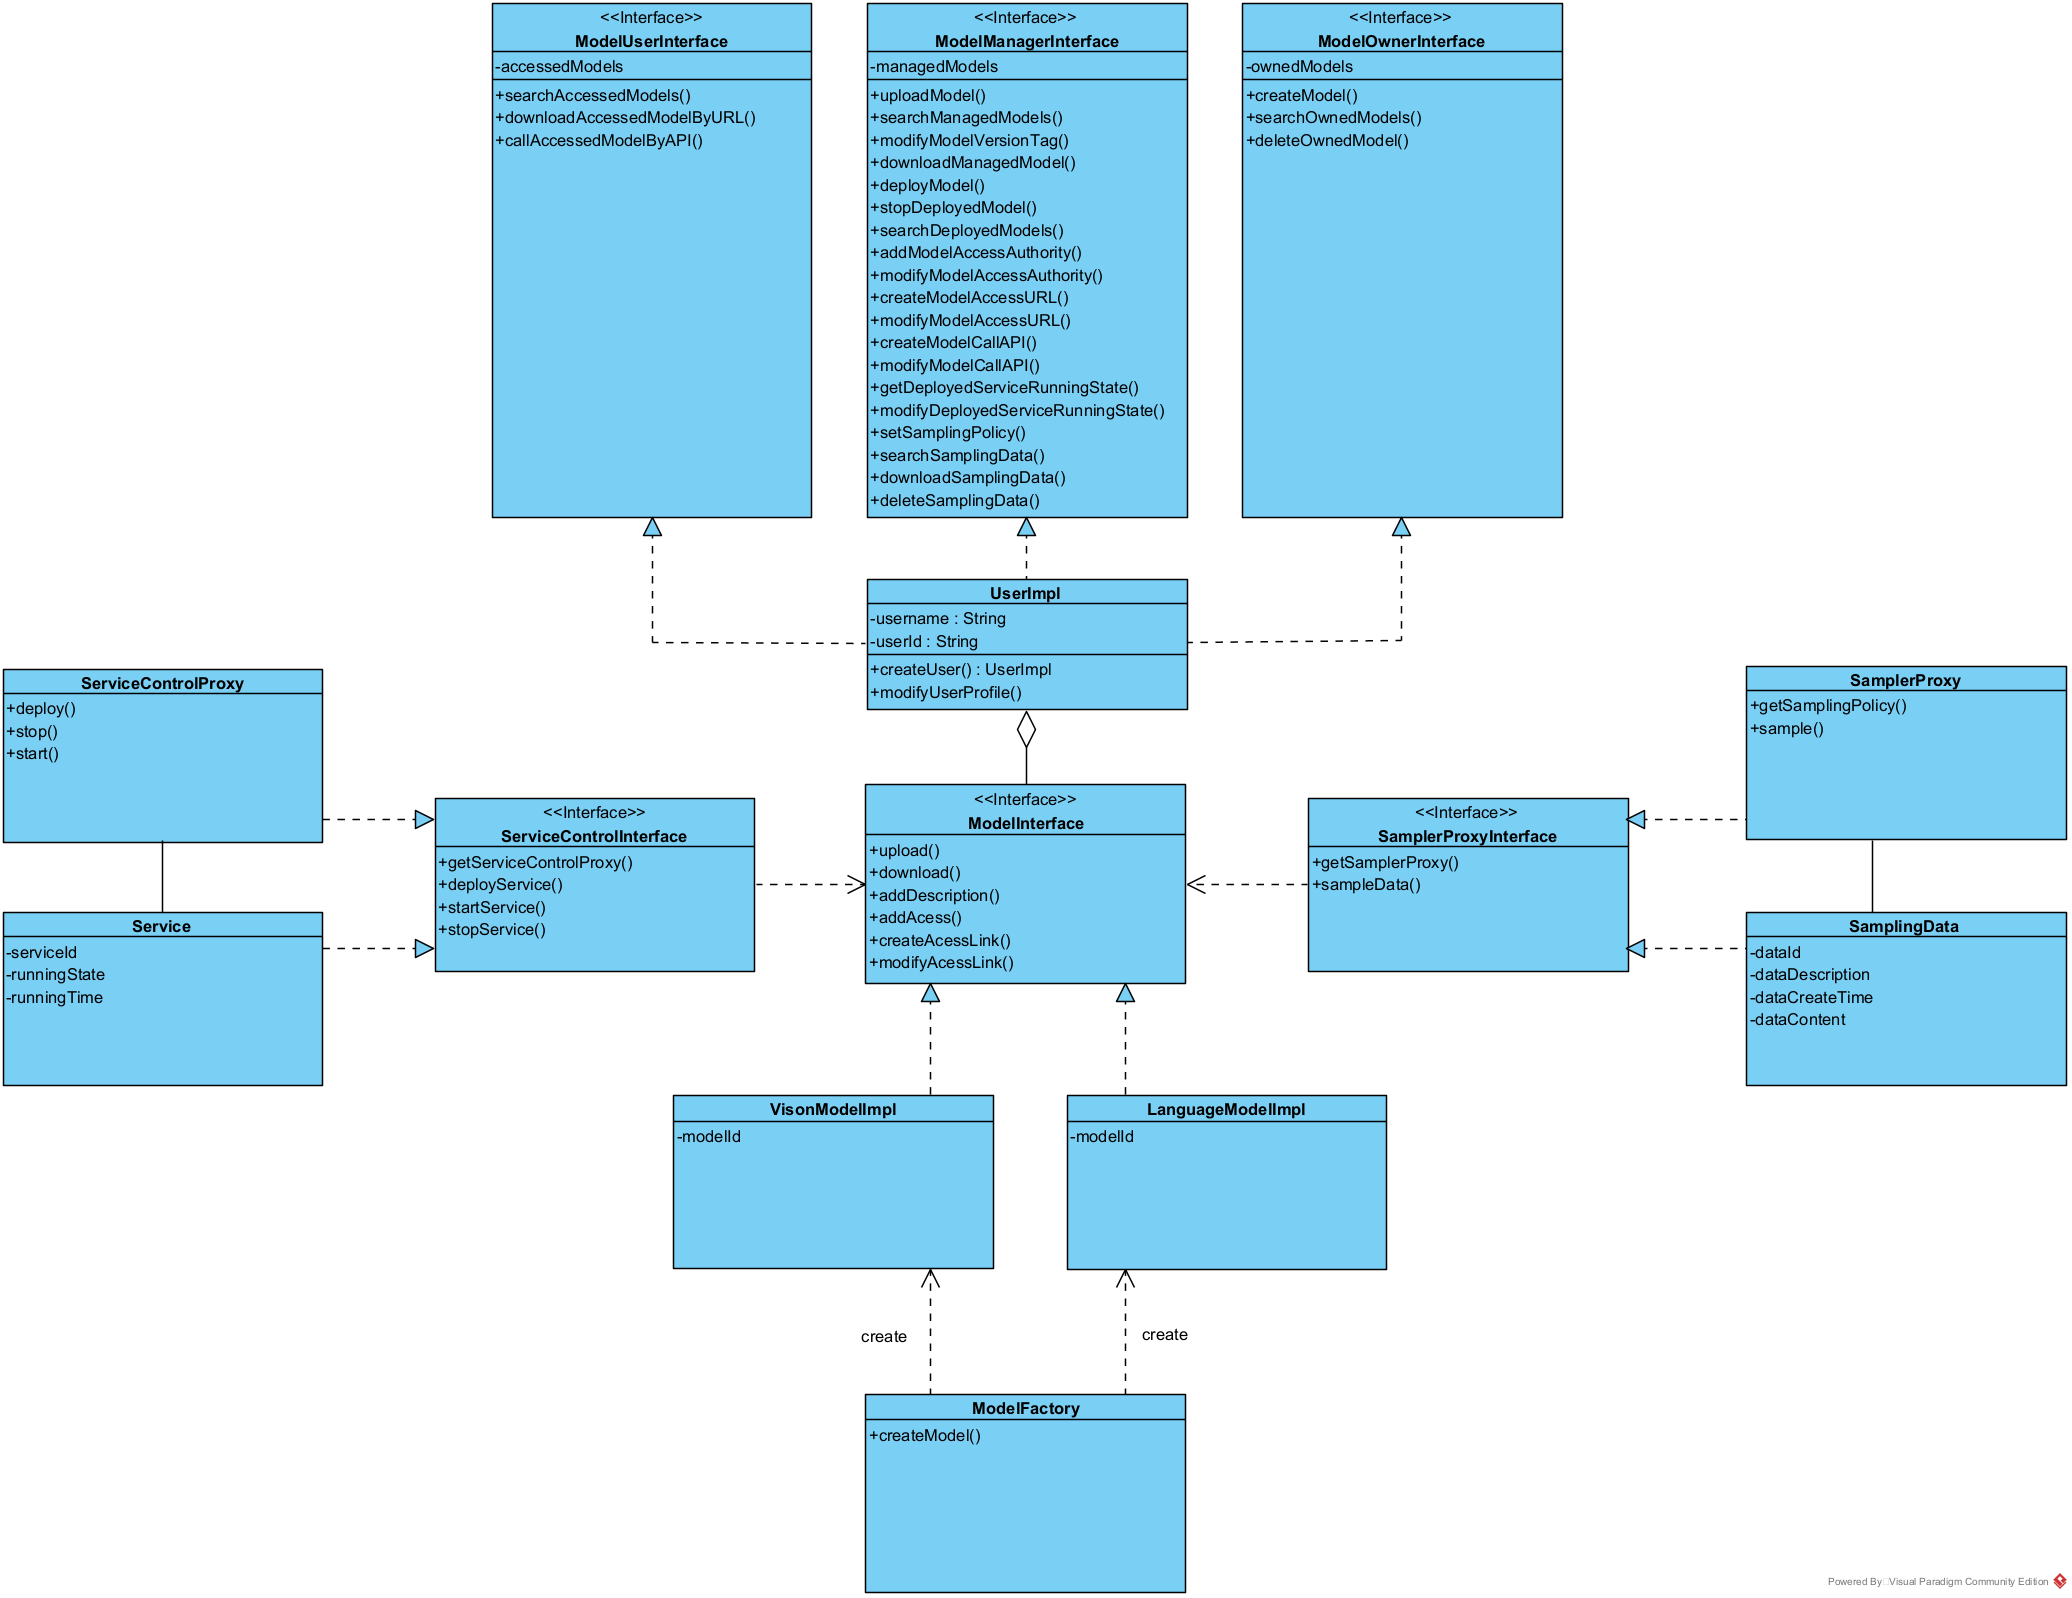 <<Interface>>
ModelUserInterface
-accessedModels
+searchAccessedModels()
+downloadAccessedModelByURL()
+callAccessedModelByAPI()
<<Interface>>
ModelManagerInterface
-managedModels
+uploadModel()
+searchManagedModels()
+modifyModelVersionTag()
+downloadManagedModel()
+deployModel()
+stopDeployedModel()
+searchDeployedModels()
+addModelAccessAuthority()
+modifyModelAccessAuthority()
+createModelAccessURL()
+modifyModelAccessURL()
+createModelCallAPI()
+modifyModelCallAPI()
+getDeployedServiceRunningState()
+modifyDeployedServiceRunningState()
+setSamplingPolicy()
+searchSamplingData()
+downloadSamplingData()
+deleteSamplingData()
<<Interface>>
ModelOwnerInterface
-ownedModels
+createModel()
+searchOwnedModels()
+deleteOwnedModel()
UserImpl
-username : String
-userId : String
+createUser() : UserImpl
+modifyUserProfile()
ServiceControlProxy
+deploy()
+stop()
+start()
<<Interface>>
ServiceControlInterface
+getServiceControlProxy()
+deployService()
+startService()
+stopService()
<<Interface>>
ModelInterface
+upload()
+download()
+addDescription()
+addAcess()
+createAcessLink()
+modifyAcessLink()
<<Interface>>
SamplerProxyInterface
+getSamplerProxy()
+sampleData()
SamplerProxy
+getSamplingPolicy()
+sample()
Service
-serviceId
-runningState
-runningTime
SamplingData
-dataId
-dataDescription
-dataCreateTime
-dataContent
VisonModelImpl
-modelId
LanguageModelImpl
-modelId
create
create
ModelFactory
+createModel()
Powered By Visual Paradigm Community Edition